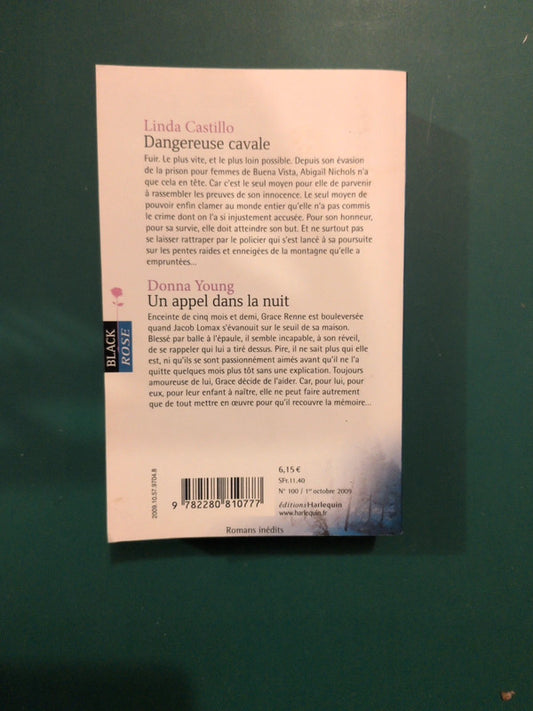 Linda Castillo
Dangereuse cavale
Fuir. Le plus vite, et le plus loin possible. Depuis son évasion
de la prison pour femmes de Buena Vista, Abigail Nichols n'a
que cela en tête. Car c'est le seul moyen pour elle de parvenir
à rassembler les preuves de son innocence. Le seul moyen de
pouvoir enfin clamer au monde entier qu'elle n'a pas commis
le crime dont on l'a si injustement accusée. Pour son honneur,
pour sa survie, elle doit atteindre son but. Et ne surtout pas
se laisser rattraper par le policier qui s'est lancé à sa poursuite
sur les pentes raides et enneigées de la montagne qu'elle a
empruntées...
Donna Young
Un appel dans la nuit
Enceinte de cinq mois et demi, Grace Renne est bouleversée
quand Jacob Lomax s'évanouit sur le seuil de sa maison.
Blessé par balle à l'épaule, il semble incapable, à son réveil,
de se rappeler qui lui a tiré dessus. Pire, il ne sait plus qui elle
est, ni qu'ils se sont passionnément aimés avant qu'il ne l'a
quitte quelques mois plus tôt sans une explication. Toujours
amoureuse de lui, Grace décide de l'aider. Car, pour lui, pour
eux, pour leur enfant à naître, elle ne peut faire autrement
que de tout mettre en œuvre pour qu'il recouvre la mémoire...
BLACK
ROSE
2009.10.57.9704.8
9 782280 810777
6,15 €
SFr.11.40
N° 100 / 1er octobre 2009
éditionsHarlequin
www.harlequin.fr
Romans inédits